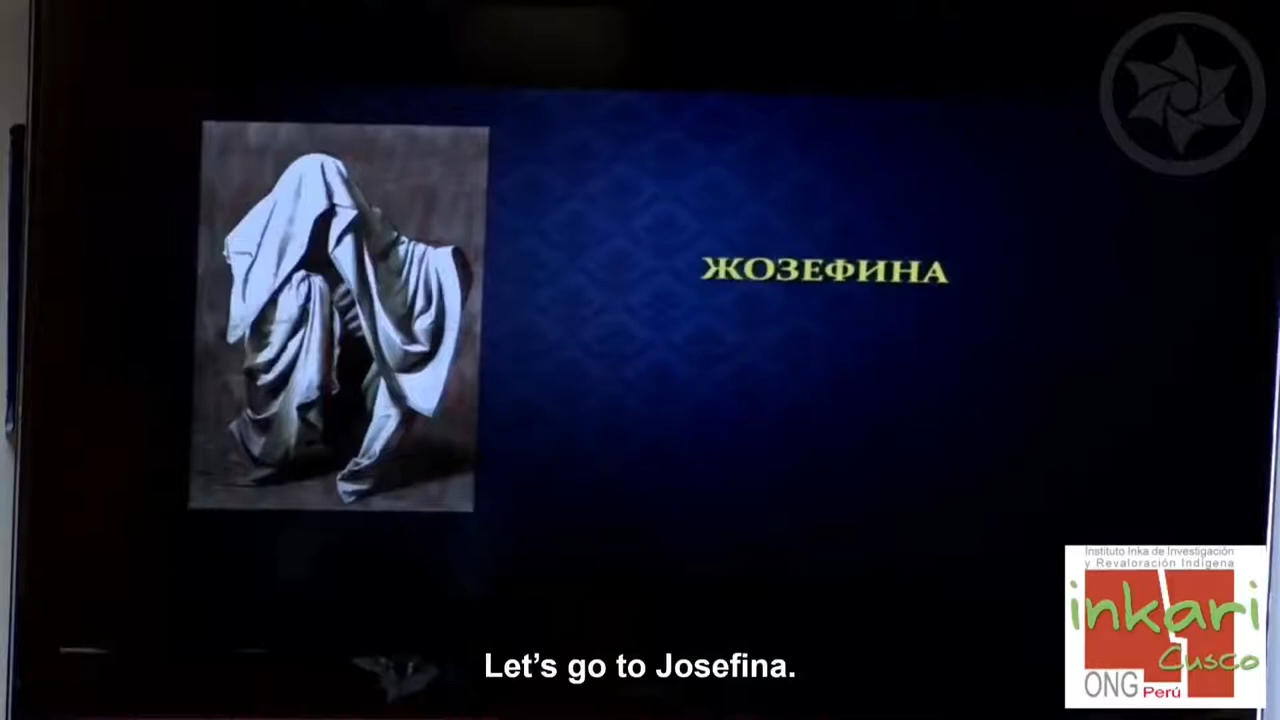 ЖОЗЕФИНА
Instituto Inka de Investigación
y Revaloración Indígena
inkari
Cusco
ONG Perú
Let's go to Josefina.